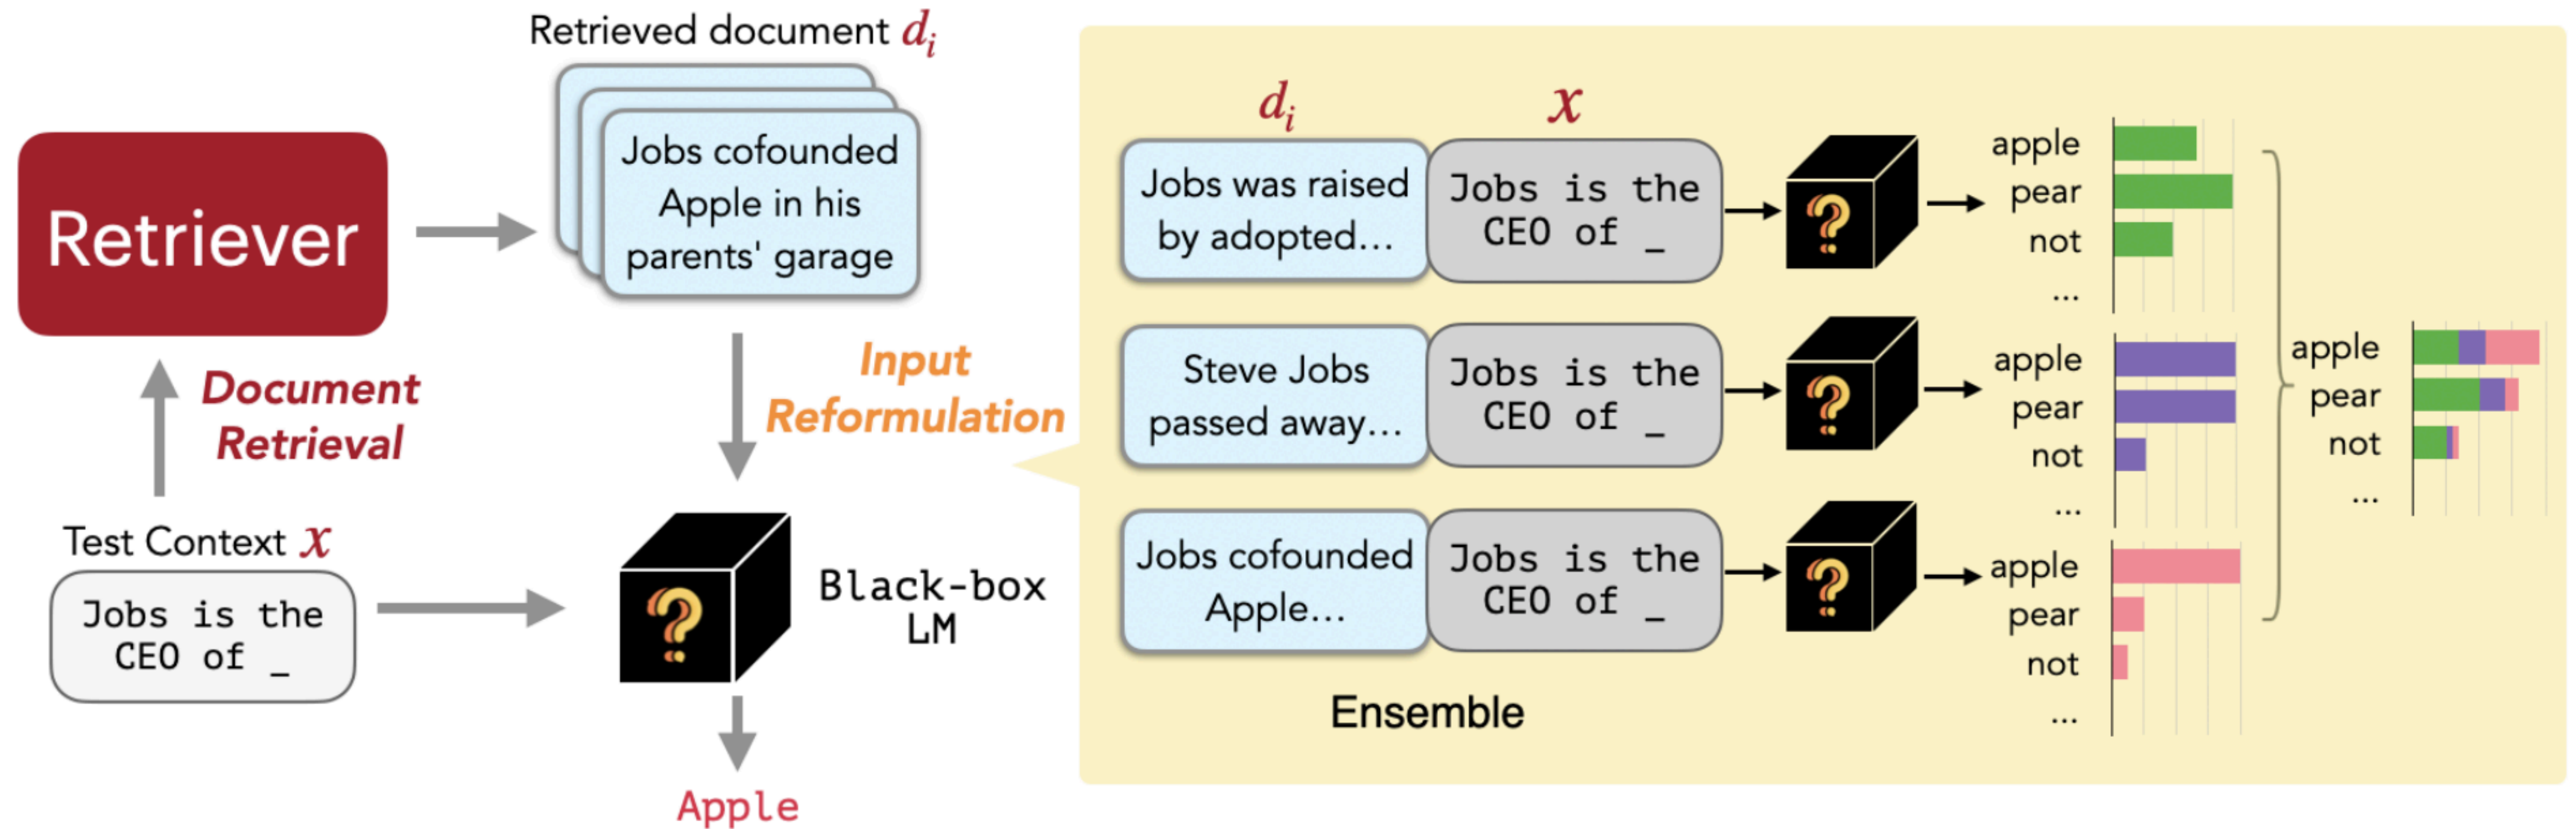 Retrieved document di
Jobs cofounded
Apple in his
parents' garage
Retriever
Document
Retrieval
Input
Reformulation
Test Context x
Jobs is the
CEO of _
?
Black-box
LM
Apple
di
x
Jobs was raised
by adopted...
Jobs is the
CEO of _
?
apple
pear
not
...
Steve Jobs
passed away...
Jobs is the
CEO of _
?
apple
pear
not
...
Jobs cofounded
Apple...
Jobs is the
CEO of _
?
apple
pear
not
...
apple
pear
not
...
Ensemble